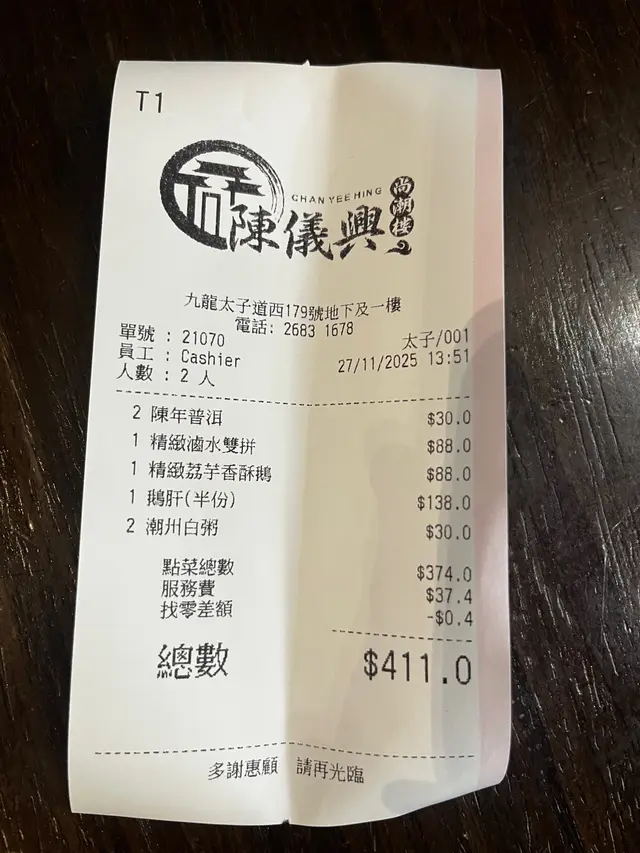 T1
CHAN YEE HING
陳儀興
尚潮樓
九龍太子道西179號地下及一樓
電話: 2683 1678
單號 : 21070 太子/001
員工 : Cashier 27/11/2025 13:51
人數 : 2 人
2 陳年普洱 $30.0
1 精緻滷水雙拼 $88.0
1 精緻荔芋香酥鵝 $88.0
1 鵝肝(半份) $138.0
2 潮州白粥 $30.0
點菜總數 $374.0
服務費 $37.4
找零差額 -$0.4
總數 $411.0
多謝惠顧 請再光臨